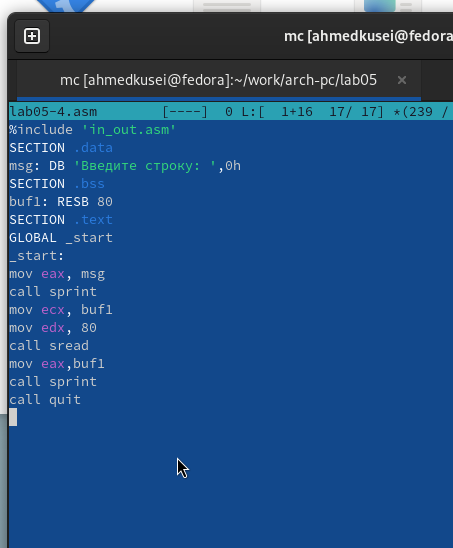 mc [ahmedkusei@fedora
mc [ahmedkusei@fedora]:~/work/arch-pc/lab05
lab05-4.asm [----] 0 L:[ 1+16 17/ 17] *(239 /
%include 'in_out.asm'
SECTION .data
msg: DB 'Введите строку: ',0h
SECTION .bss
buf1: RESB 80
SECTION .text
GLOBAL _start
_start:
mov eax, msg
call sprint
mov ecx, buf1
mov edx, 80
call sread
mov eax,buf1
call sprint
call quit